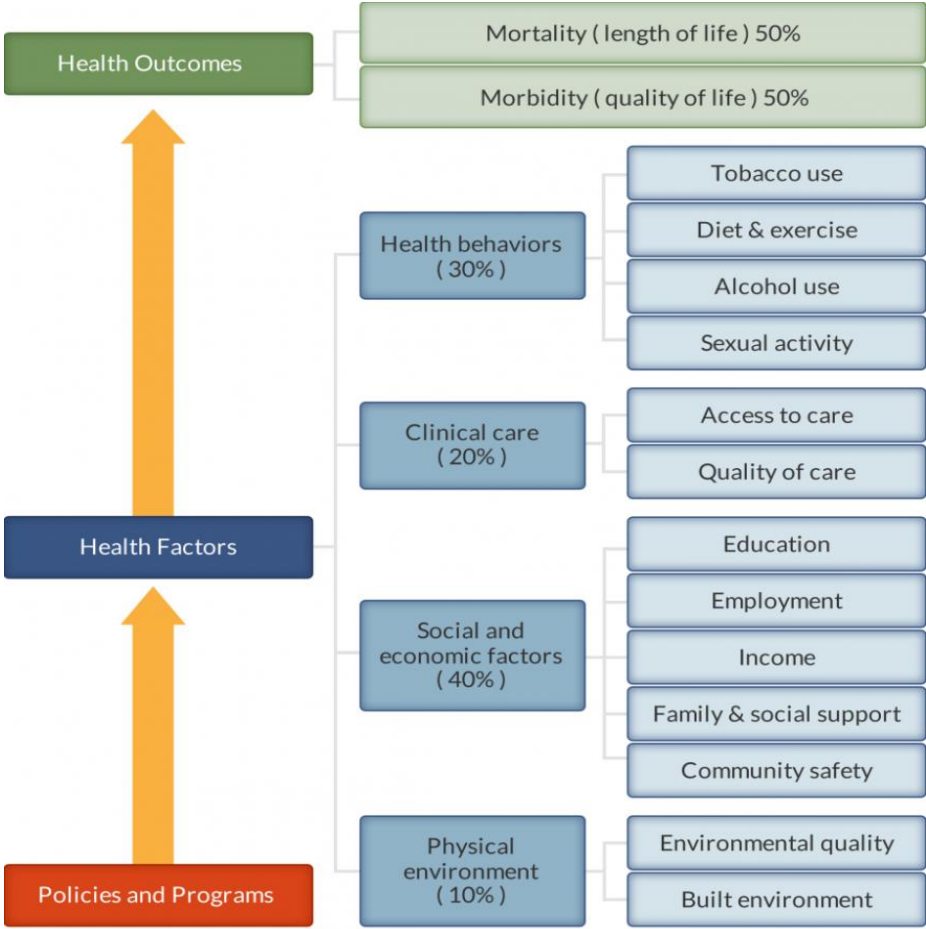 Health Outcomes
Mortality ( length of life ) 50%
Morbidity ( quality of life ) 50%
Health Factors
Health behaviors
( 30% )
Tobacco use
Diet & exercise
Alcohol use
Sexual activity
Clinical care
( 20% )
Access to care
Quality of care
Social and
economic factors
( 40% )
Education
Employment
Income
Family & social support
Community safety
Physical
environment
( 10% )
Environmental quality
Built environment
Policies and Programs